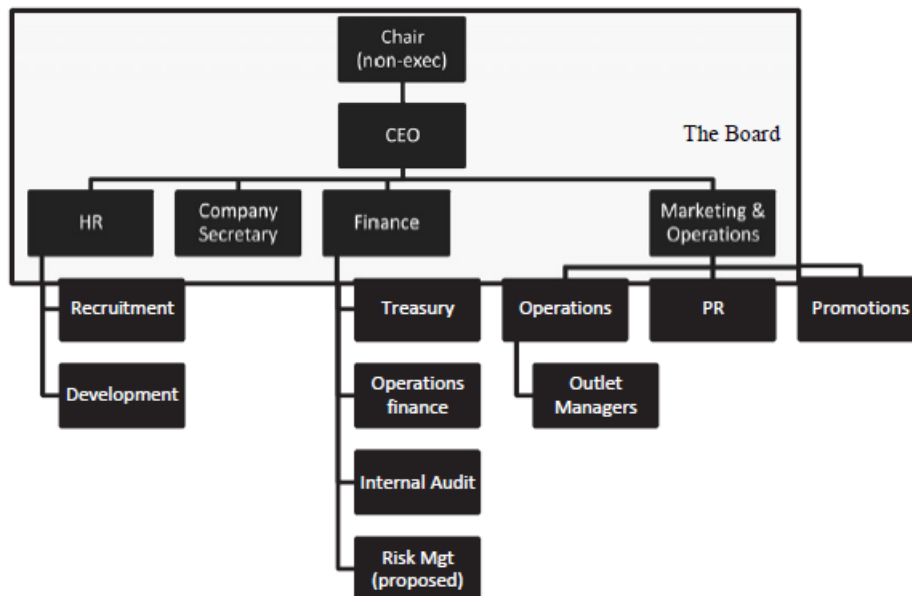 Chair
(non-exec)
CEO
The Board
HR
Company
Secretary
Finance
Marketing &
Operations
Recruitment
Treasury
Operations
PR
Promotions
Development
Operations
finance
Outlet
Managers
Internal Audit
Risk Mgt
(proposed)